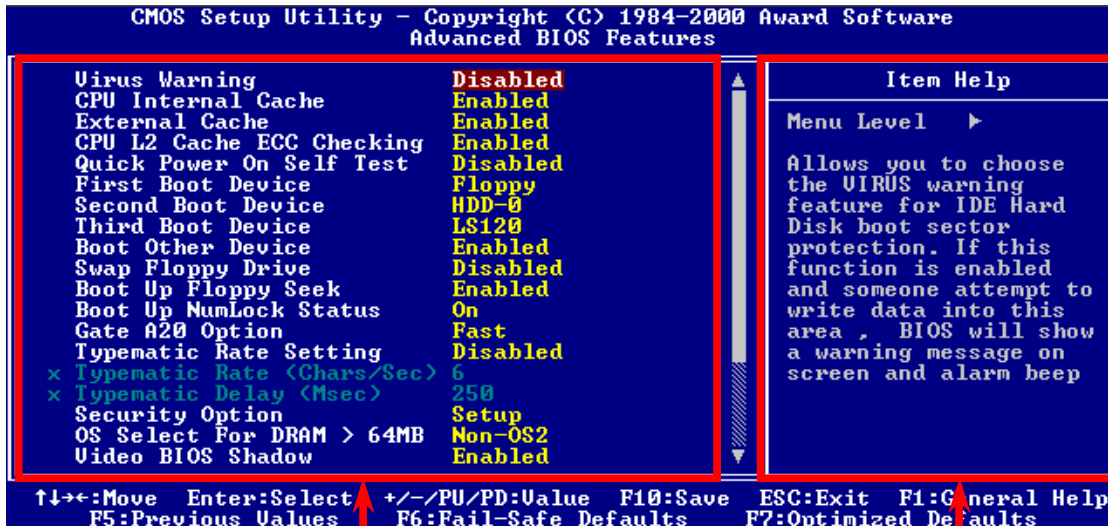 CMOS Setup Utility - Copyright (C) 1984-2000 Award Software
Advanced BIOS Features
Virus Warning Disabled
CPU Internal Cache Enabled
External Cache Enabled
CPU L2 Cache ECC Checking Enabled
Quick Power On Self Test Disabled
First Boot Device Floppy
Second Boot Device HDD-0
Third Boot Device LS120
Boot Other Device Enabled
Swap Floppy Drive Disabled
Boot Up Floppy Seek Enabled
Boot Up NumLock Status On
Gate A20 Option Fast
Typematic Rate Setting Disabled
x Typematic Rate (Chars/Sec) 6
x Typematic Delay (Msec) 250
Security Option Setup
OS Select For DRAM > 64MB Non-OS2
Video BIOS Shadow Enabled
Item Help
Menu Level ►
Allows you to choose
the VIRUS warning
feature for IDE Hard
Disk boot sector
protection. If this
function is enabled
and someone attempt to
write data into this
area , BIOS will show
a warning message on
screen and alarm beep
↑↓→←:Move Enter:Select +/-/PU/PD:Value F10:Save ESC:Exit F1:General Help
F5:Previous Values F6:Fail-Safe Defaults F7:Optimized Defaults